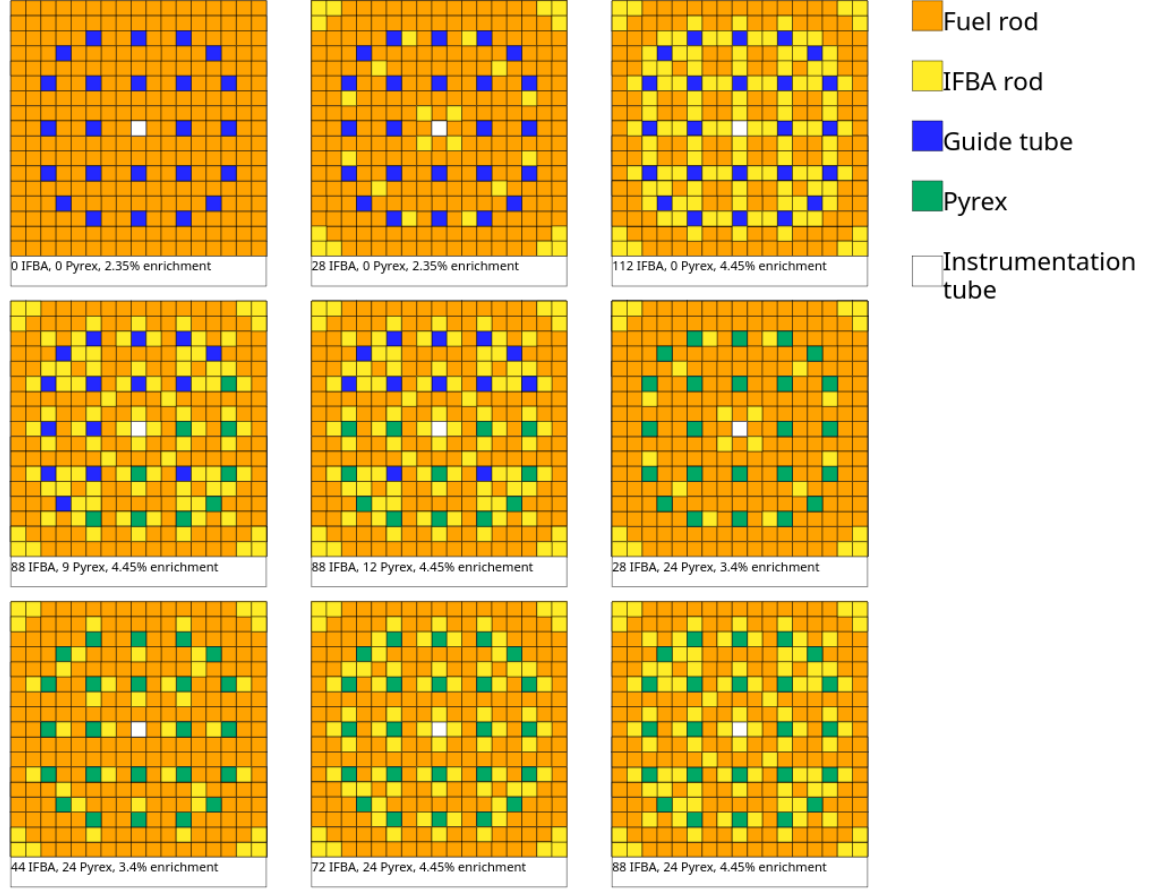 Fuel rod
IFBA rod
Guide tube
Pyrex
Instrumentation
tube
0 IFBA, 0 Pyrex, 2.35% enrichment
28 IFBA, 0 Pyrex, 2.35% enrichment
112 IFBA, 0 Pyrex, 4.45% enrichment
88 IFBA, 9 Pyrex, 4.45% enrichment
88 IFBA, 12 Pyrex, 4.45% enrichement
28 IFBA, 24 Pyrex, 3.4% enrichment
44 IFBA, 24 Pyrex, 3.4% enrichment
72 IFBA, 24 Pyrex, 4.45% enrichment
88 IFBA, 24 Pyrex, 4.45% enrichment